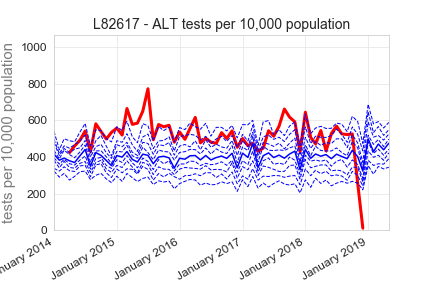 L82617 - ALT tests per 10,000 population
tests per 10,000 population
1000
800
600
400
200
0
January 2015
January 2016
January 2017
January 2018
January 2019